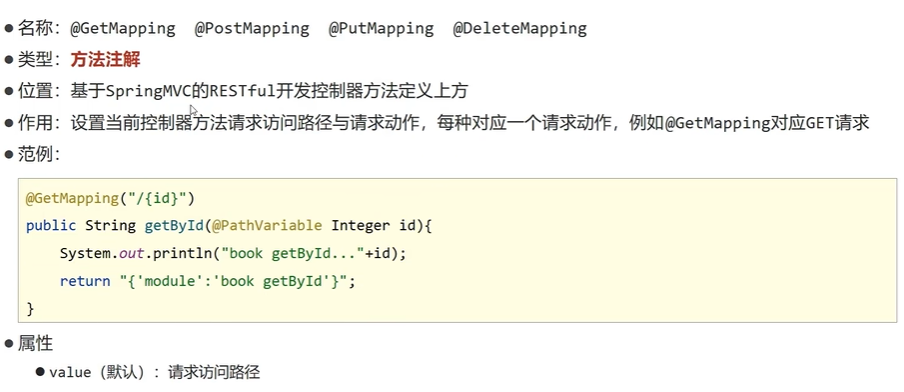 ● 名称：@GetMapping @PostMapping @PutMapping @DeleteMapping
● 类型：方法注解
● 位置：基于SpringMVC的RESTful开发控制器方法定义上方
● 作用：设置当前控制器方法请求访问路径与请求动作，每种对应一个请求动作，例如@GetMapping对应GET请求
● 范例：
@GetMapping("/{id}")
public String getById(@PathVariable Integer id){
    System.out.println("book getById..."+id);
    return "{'module':'book getById'}";
}
● 属性
● value（默认）：请求访问路径